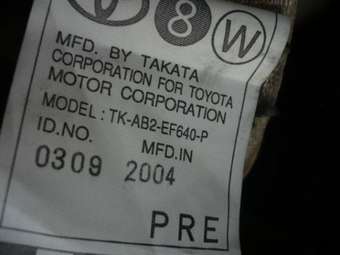 8 W
MFD. BY TAKATA
CORPORATION FOR TOYOTA
MOTOR CORPORATION
MODEL : TK-AB2-EF640-P
ID.NO. MFD.IN
0309 2004
PRE